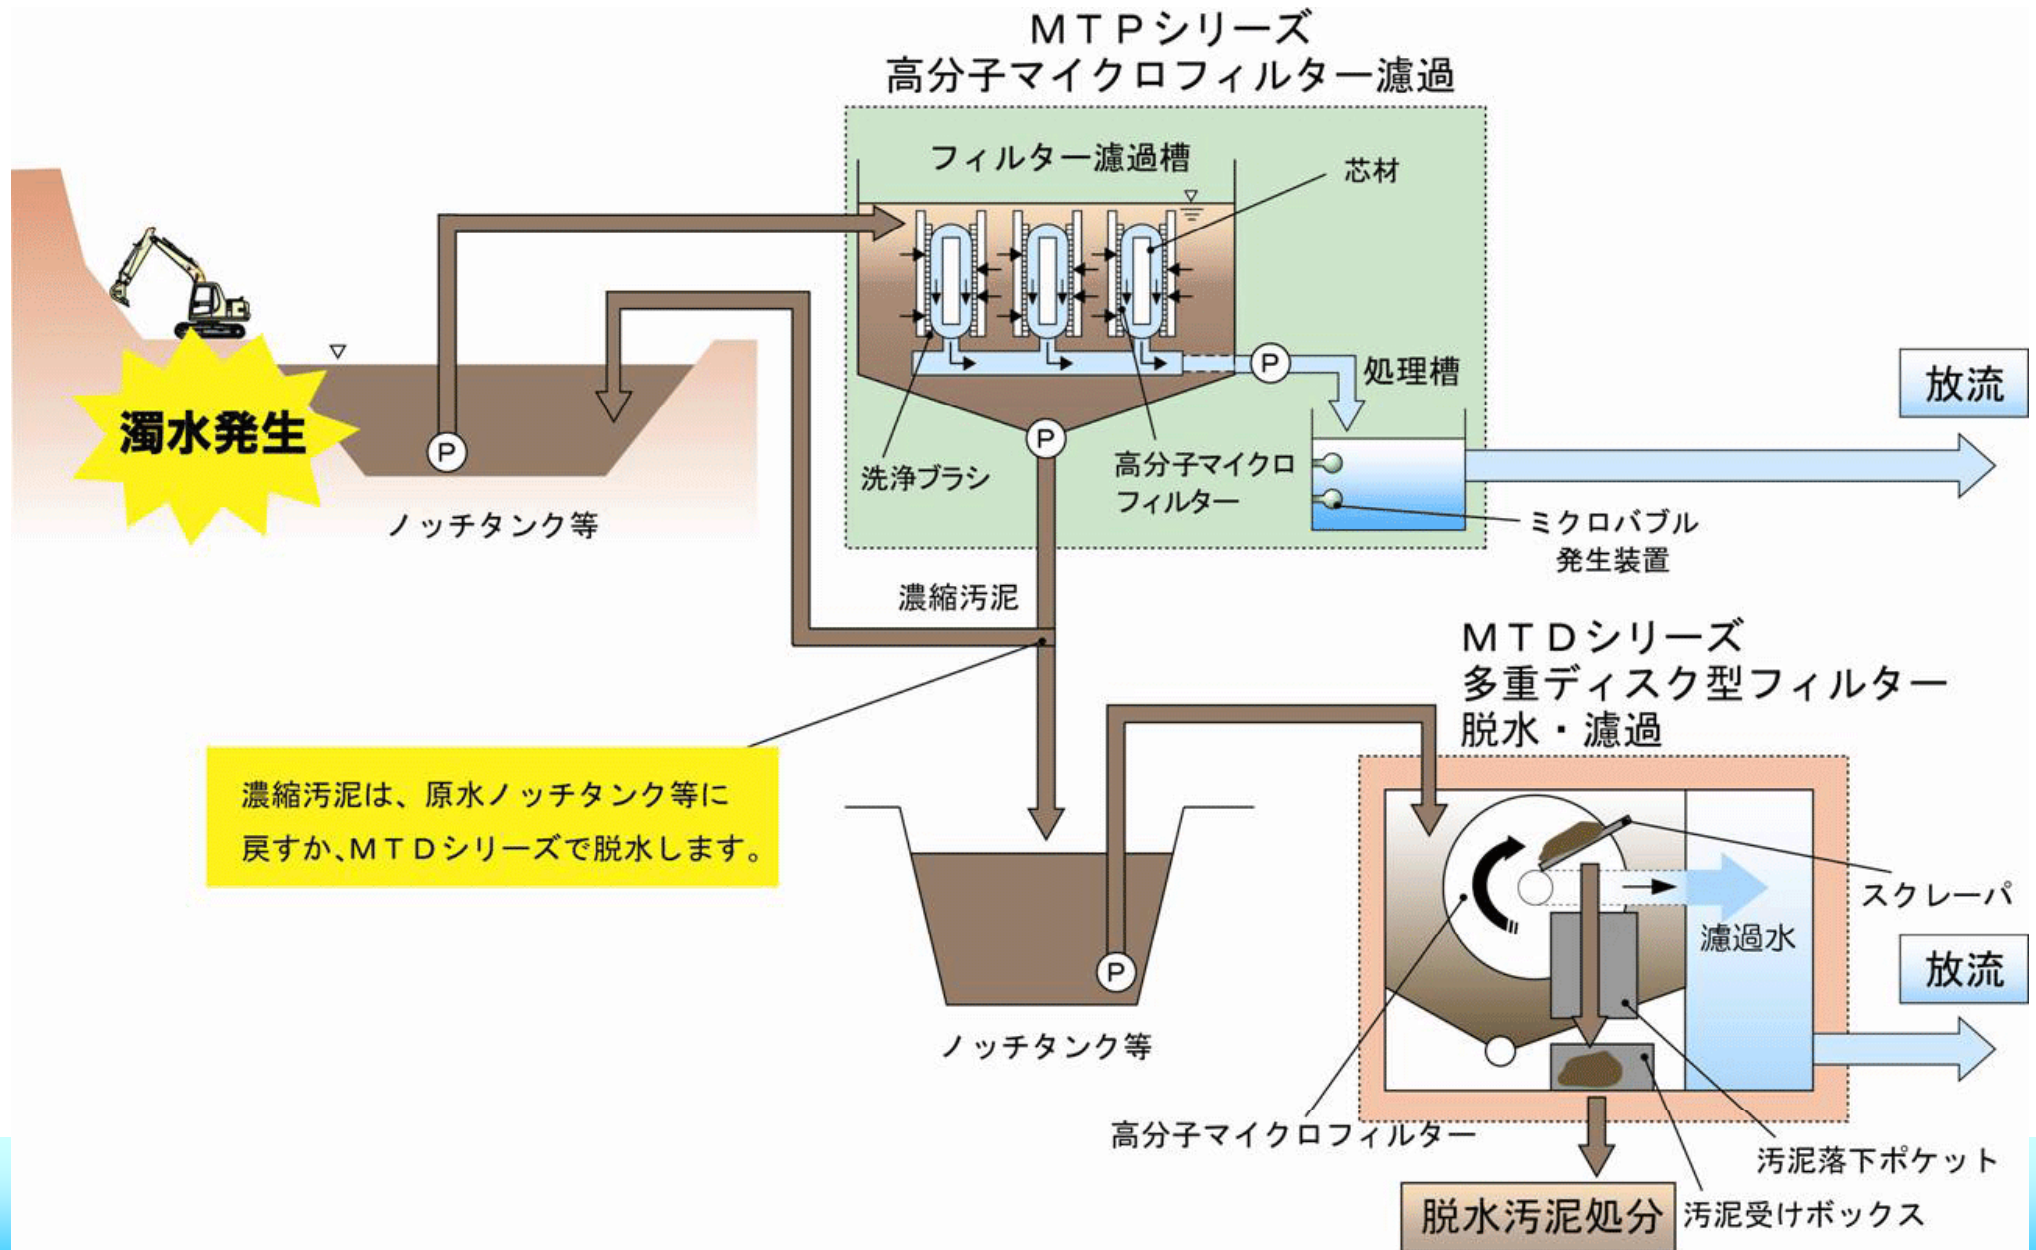 MTPシリーズ
高分子マイクロフィルター濾過
フィルター濾過槽
芯材
P
処理槽
放流
濁水発生
P
P
洗浄ブラシ
高分子マイクロ
フィルター
ノッチタンク等
ミクロバブル
発生装置
濃縮汚泥
MTDシリーズ
多重ディスク型フィルター
脱水・濾過
濃縮汚泥は、原水ノッチタンク等に
戻すか、MTDシリーズで脱水します。
スクレーパ
濾過水
放流
P
ノッチタンク等
高分子マイクロフィルター
汚泥落下ポケット
脱水汚泥処分
汚泥受けボックス